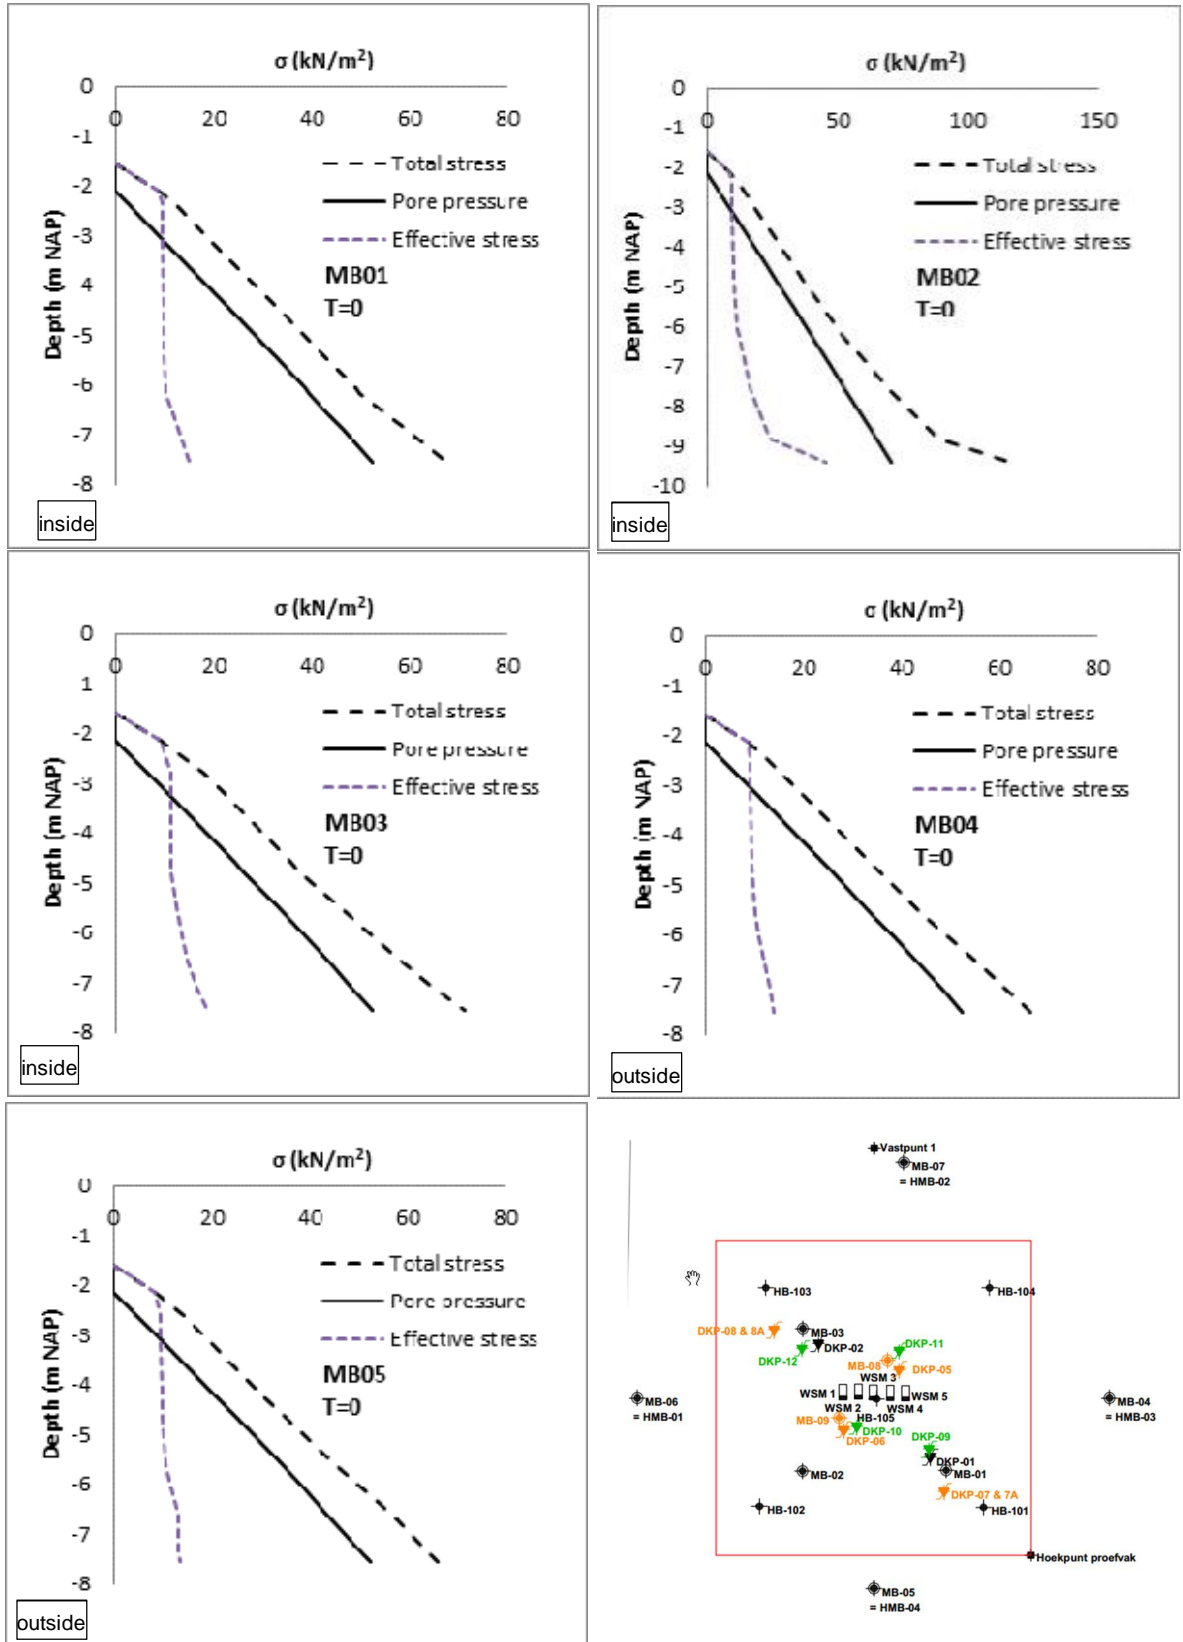 σ (kN/m²)
0
0 20 40 60 80
-1
-2
-3
-4
-5
-6
-7
-8
Depth (m NAP)
Total stress
Pore pressure
Effective stress
MB01
T=0
inside
σ (kN/m²)
0
0 50 100 150
-1
-2
-3
-4
-5
-6
-7
-8
-9
-10
Depth (m NAP)
Total stress
Pore pressure
Effective stress
MB02
T=0
inside
σ (kN/m²)
0
0 20 40 60 80
1
-2
-3
-4
-5
-6
-7
-8
Depth (m NAP)
Total stress
Pore pressure
Effective stress
MB03
T=0
inside
σ (kN/m²)
0
0 20 40 60 80
-1
-2
-3
-4
-5
-6
-7
-8
Depth (m NAP)
Total stress
Pore pressure
Effective stress
MB04
T=0
outside
σ (kN/m²)
0
0 20 40 60 80
-1
-2
-3
-4
-5
-6
-7
-8
Depth (m NAP)
Total stress
Pore pressure
Effective stress
MB05
T=0
outside
Vastpunt 1
MB-07
= HMB-02
HB-103
HB-104
DKP-08 & 8A
MB-03
DKP-02
DKP-11
DKP-12
MB-08
DKP-05
WSM 3
WSM 1
WSM 5
WSM 2
WSM 4
MB-06
= HMB-01
MB-04
= HMB-03
MB-09
HB-105
DKP-10
DKP-06
DKP-09
DKP-01
MB-02
MB-01
DKP-07 & 7A
HB-102
HB-101
Hoekpunt proefvak
MB-05
= HMB-04